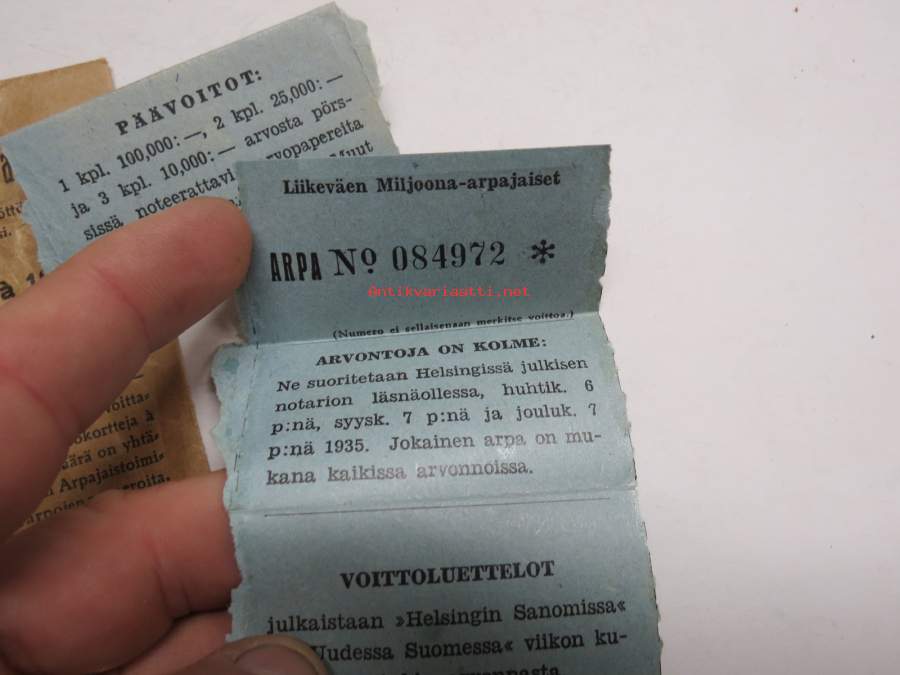 PÄÄVOITOT:
1 kpl. 100,000:—, 2 kpl. 25,000:—
ja 3 kpl. 10,000:— arvosta pörs-
sissä noteerattavi
Liikeväen Miljoona-arpajaiset
ARPA No 084972 *
Antikvariaatti.net
(Numero ei sellaisenaan merkitse voittoa.)
ARVONTOJA ON KOLME:
Ne suoritetaan Helsingissä julkisen
notarion läsnäollessa, huhtik. 6
p:nä, syysk. 7 p:nä ja jouluk. 7
p:nä 1935. Jokainen arpa on mu-
kana kaikissa arvonnoissa.
VOITTOLUETTELOT
julkaistaan »Helsingin Sanomissa«
Uudessa Suomessa« viikon ku-